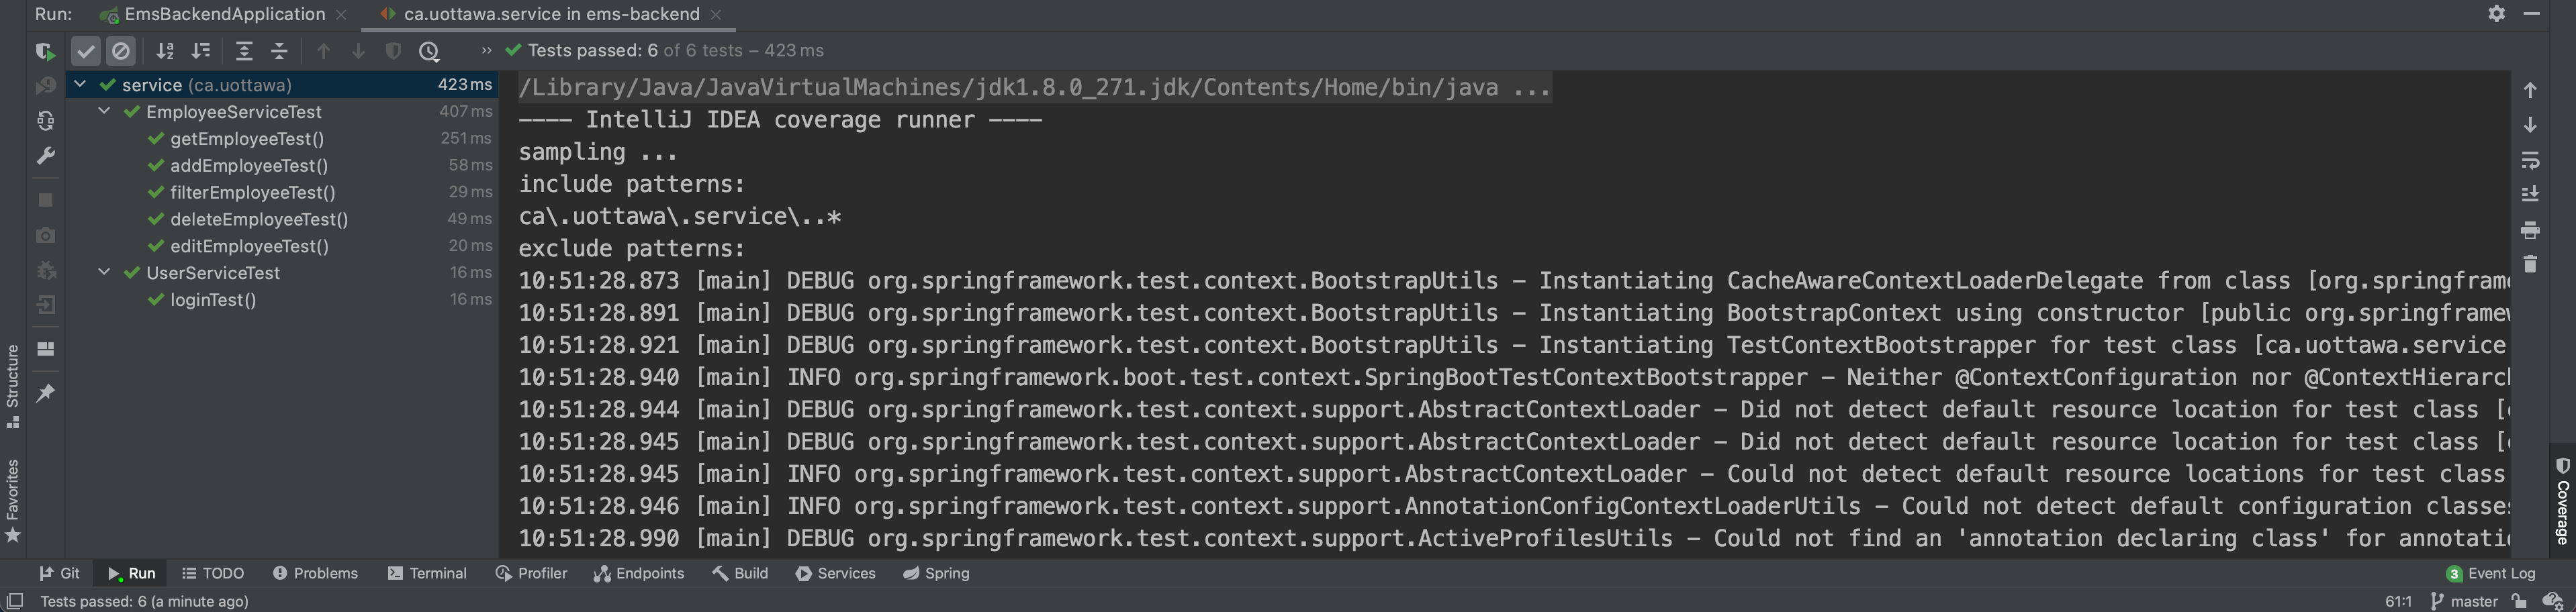 Run: EmsBackendApplication × ca.uottawa.service in ems-backend ×
» Tests passed: 6 of 6 tests – 423 ms
service (ca.uottawa) 423 ms
EmployeeServiceTest 407 ms
getEmployeeTest() 251 ms
addEmployeeTest() 58 ms
filterEmployeeTest() 29 ms
deleteEmployeeTest() 49 ms
editEmployeeTest() 20 ms
UserServiceTest 16 ms
loginTest() 16 ms
/Library/Java/JavaVirtualMachines/jdk1.8.0_271.jdk/Contents/Home/bin/java ...
---- IntelliJ IDEA coverage runner ----
sampling ...
include patterns:
ca\.uottawa\.service\..*
exclude patterns:
10:51:28.873 [main] DEBUG org.springframework.test.context.BootstrapUtils - Instantiating CacheAwareContextLoaderDelegate from class [org.springframe
10:51:28.891 [main] DEBUG org.springframework.test.context.BootstrapUtils - Instantiating BootstrapContext using constructor [public org.springframew
10:51:28.921 [main] DEBUG org.springframework.test.context.BootstrapUtils - Instantiating TestContextBootstrapper for test class [ca.uottawa.service
10:51:28.940 [main] INFO org.springframework.boot.test.context.SpringBootTestContextBootstrapper - Neither @ContextConfiguration nor @ContextHierarch
10:51:28.944 [main] DEBUG org.springframework.test.context.support.AbstractContextLoader - Did not detect default resource location for test class [c
10:51:28.945 [main] DEBUG org.springframework.test.context.support.AbstractContextLoader - Did not detect default resource location for test class [c
10:51:28.945 [main] INFO org.springframework.test.context.support.AbstractContextLoader - Could not detect default resource locations for test class
10:51:28.946 [main] INFO org.springframework.test.context.support.AnnotationConfigContextLoaderUtils - Could not detect default configuration classes
10:51:28.990 [main] DEBUG org.springframework.test.context.support.ActiveProfilesUtils - Could not find an 'annotation declaring class' for annotati
Structure
Favorites
Coverage
Git Run TODO Problems Terminal Profiler Endpoints Build Services Spring 3 Event Log
Tests passed: 6 (a minute ago) 61:1 master